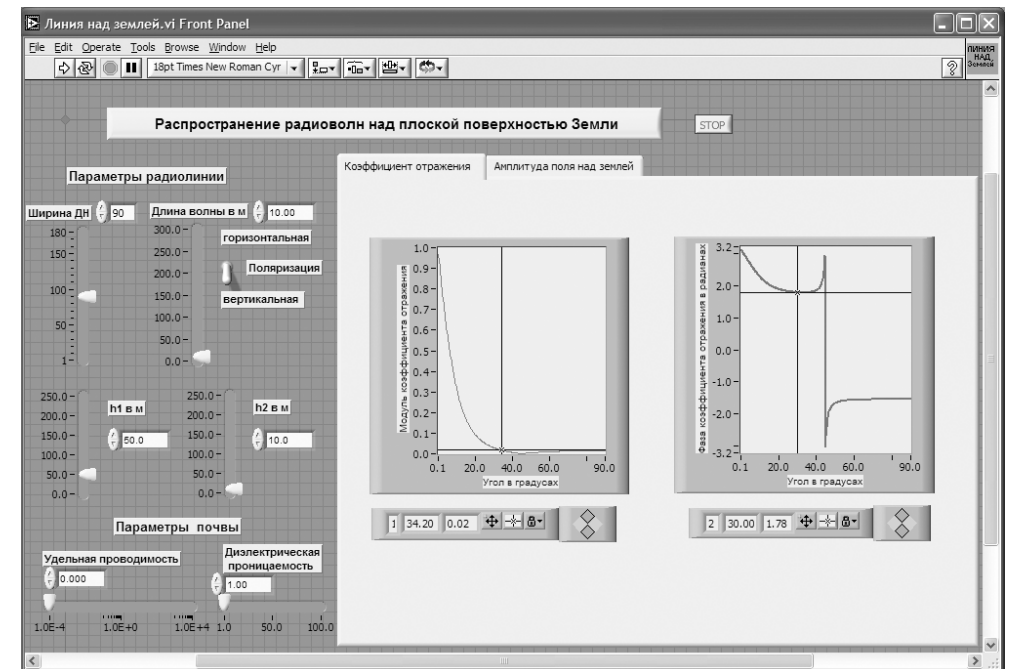 Линия над землей.vi Front Panel
File Edit Operate Tools Browse Window Help
18pt Times New Roman Cyr
ЛИНИЯ
НАД
Землей
Распространение радиоволн над плоской поверхностью Земли
STOP
Параметры радиолинии
Ширина ДН 90
180
150
100
50
1
Длина волны в м 10.00
300.0
250.0
200.0
150.0
100.0
50.0
0.0
горизонтальная
Поляризация
вертикальная
250.0
200.0
150.0
100.0
50.0
0.0
h1 в м
50.0
250.0
200.0
150.0
100.0
50.0
0.0
h2 в м
10.0
Параметры почвы
Удельная проводимость
0.000
1.0E-4 1.0E+0 1.0E+4
Диэлектрическая
проницаемость
1.00
1.0 50.0 100.0
Коэффициент отражения
Амплитуда поля над землей
Модуль коэффициента отражения
1.0
0.9
0.8
0.7
0.6
0.5
0.4
0.3
0.2
0.1
0.0
0.1 20.0 40.0 60.0 90.0
Угол в градусах
1 34.20 0.02
Фаза коэффициента отражения в радианах
3.2
2.0
1.0
0.0
-1.0
-2.0
-3.2
0.1 20.0 40.0 60.0 90.0
Угол в градусах
2 30.00 1.78